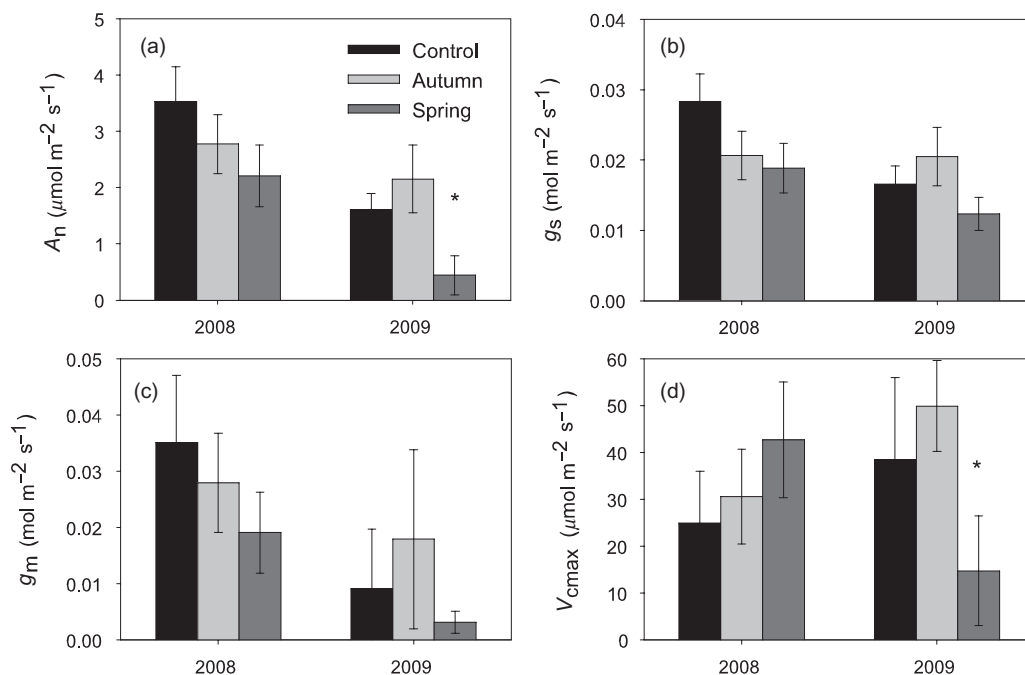 (a)
5
4
3
2
1
0
Aₙ (μmol m⁻² s⁻¹)
Control
Autumn
Spring
*
2008 2009
(b)
0.04
0.03
0.02
0.01
0.00
gₛ (mol m⁻² s⁻¹)
2008 2009
(c)
0.05
0.04
0.03
0.02
0.01
0.00
gₘ (mol m⁻² s⁻¹)
2008 2009
(d)
60
50
40
30
20
10
0
Vcmax (μmol m⁻² s⁻¹)
*
2008 2009